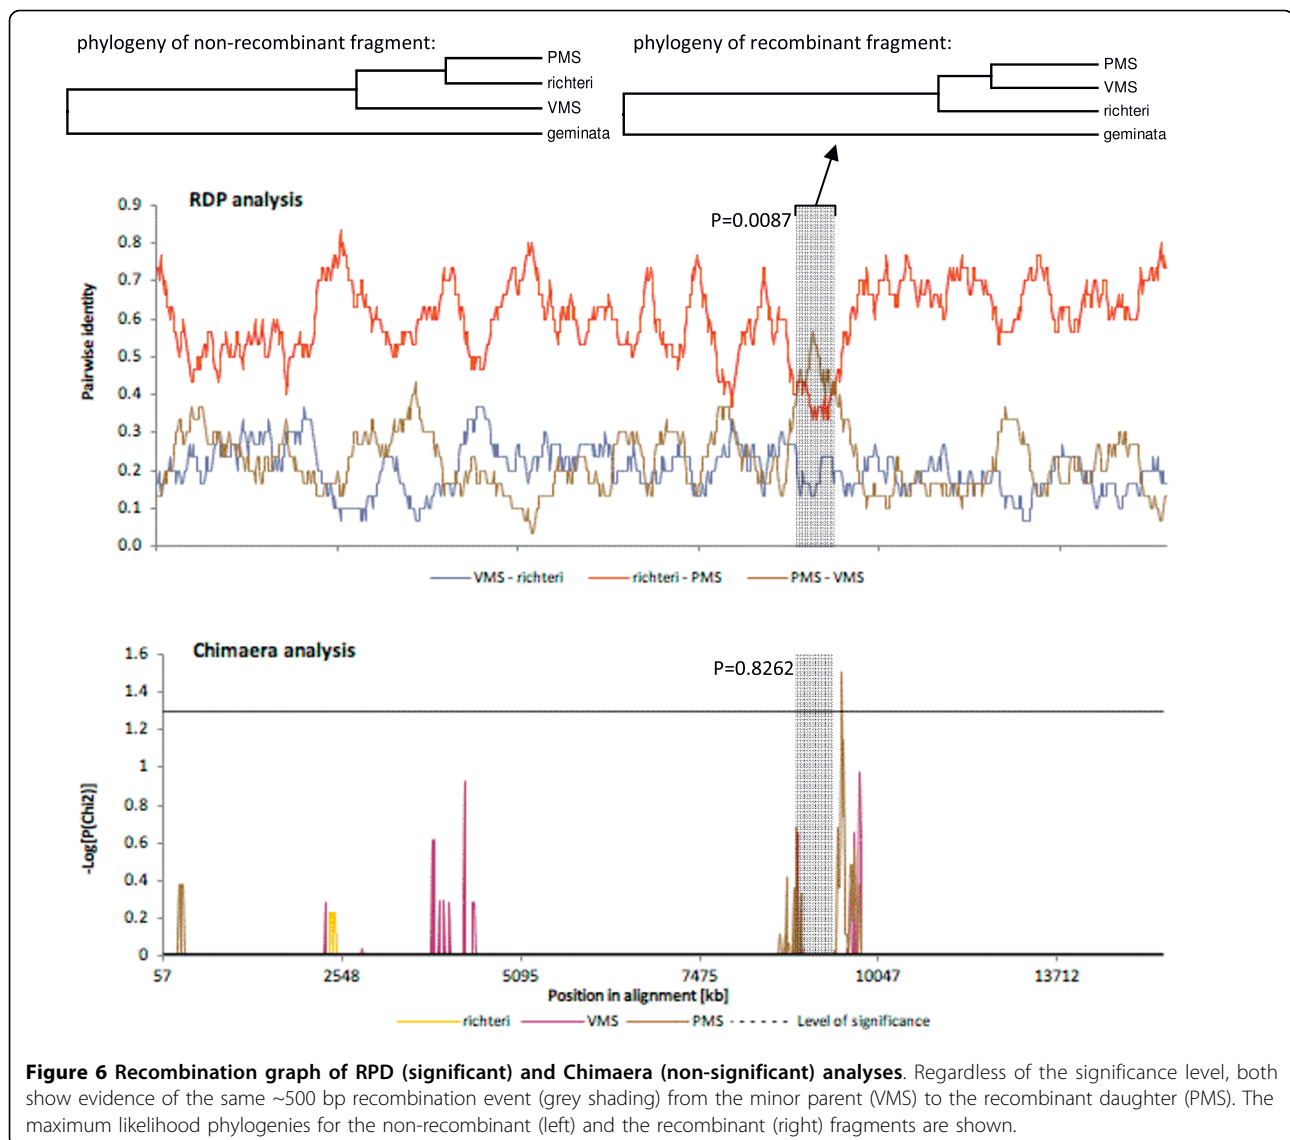 phylogeny of non-recombinant fragment:
PMS
richteri
VMS
geminata
phylogeny of recombinant fragment:
PMS
VMS
richteri
geminata
RDP analysis
P=0.0087
Pairwise identity
0.9
0.8
0.7
0.6
0.5
0.4
0.3
0.2
0.1
0.0
VMS - richteri
richteri - PMS
PMS - VMS
Chimaera analysis
P=0.8262
-Log[P(Chi2)]
1.6
1.4
1.2
1
0.8
0.6
0.4
0.2
0
57
2548
5095
7475
10047
13712
Position in alignment [kb]
richteri
VMS
PMS
Level of significance
Figure 6 Recombination graph of RPD (significant) and Chimaera (non-significant) analyses. Regardless of the significance level, both
show evidence of the same ~500 bp recombination event (grey shading) from the minor parent (VMS) to the recombinant daughter (PMS). The
maximum likelihood phylogenies for the non-recombinant (left) and the recombinant (right) fragments are shown.